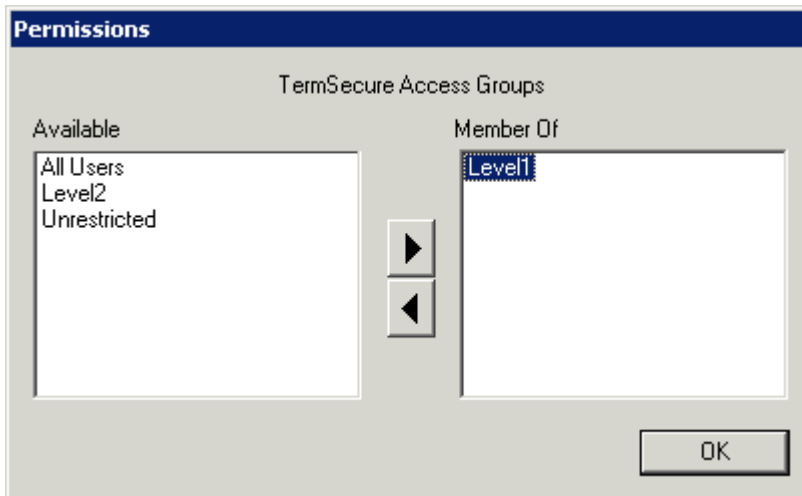 Permissions
TermSecure Access Groups
Available
Member Of
All Users
Level2
Unrestricted
Level1
OK